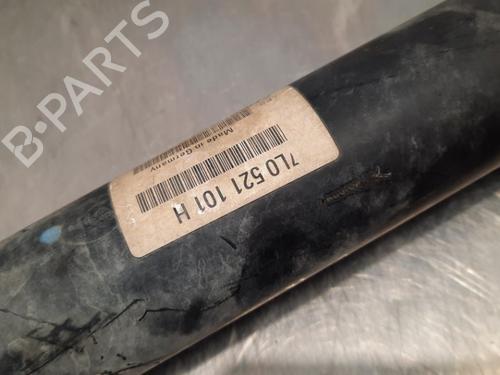 B-PARTS
Made in Germany
7L0 521 101 H